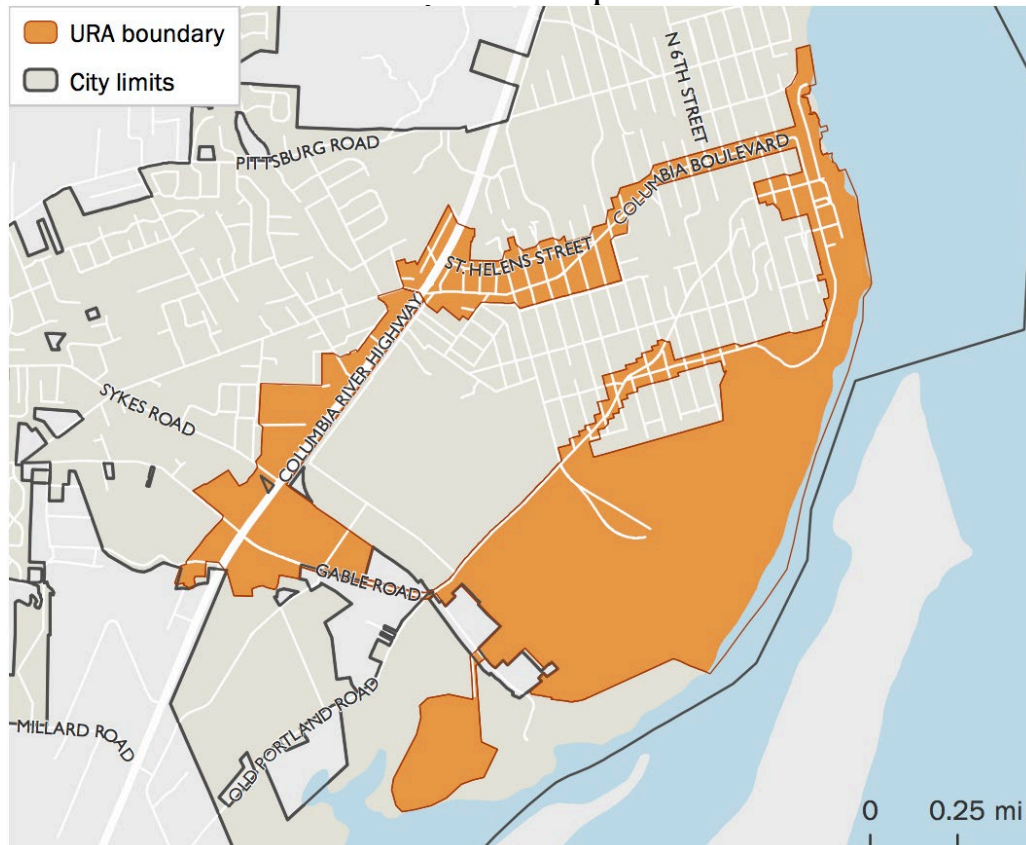 URA boundary
City limits
N 6TH STREET
PITTSBURG ROAD
COLUMBIA BOULEVARD
ST. HELENS STREET
COLUMBIA RIVER HIGHWAY
SYKES ROAD
GABLE ROAD
OLD PORTLAND ROAD
MILLARD ROAD
0 0.25 mi